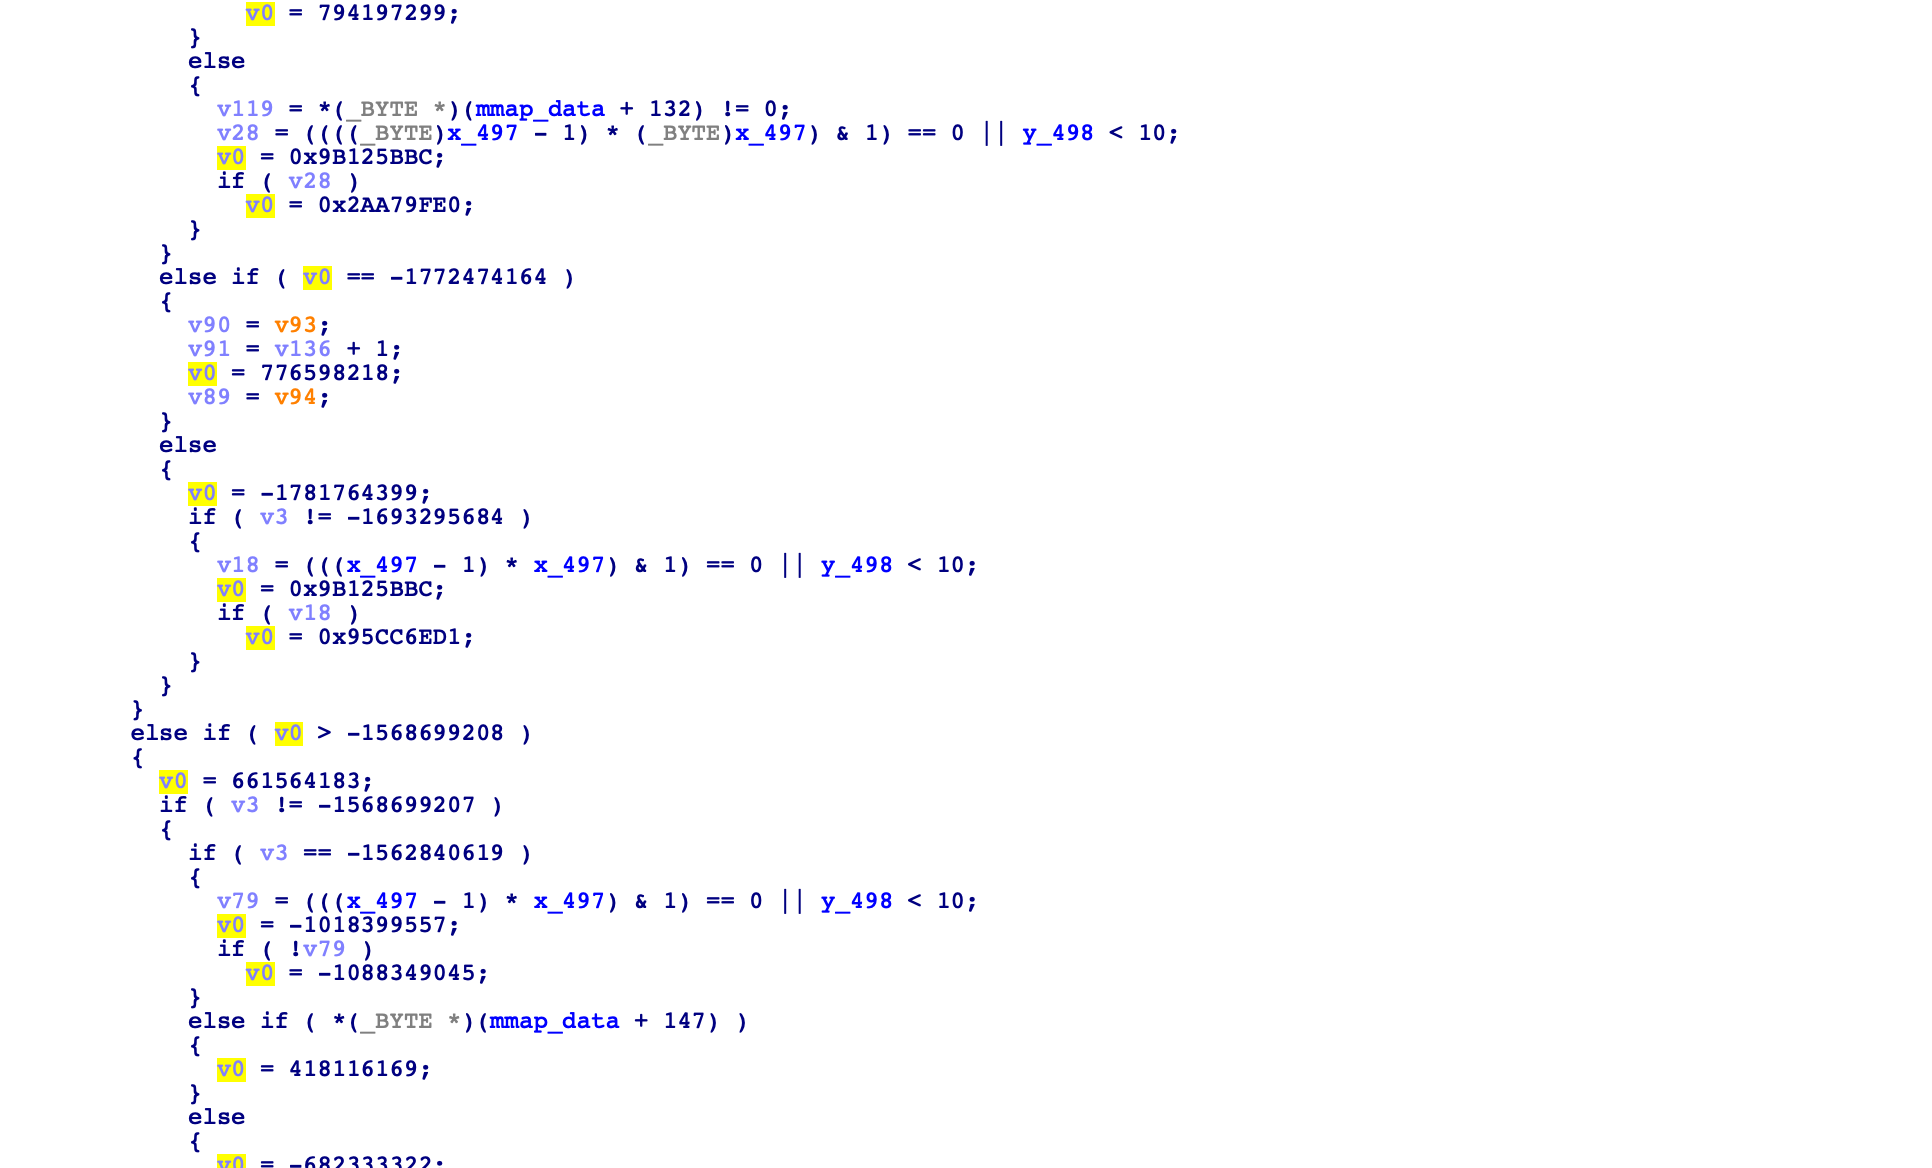 v0 = 794197299;
}
else
{
v119 = *(_BYTE *)(mmap_data + 132) != 0;
v28 = ((((_BYTE)x_497 - 1) * (_BYTE)x_497) & 1) == 0 || y_498 < 10;
v0 = 0x9B125BBC;
if ( v28 )
v0 = 0x2AA79FE0;
}
}
else if ( v0 == -1772474164 )
{
v90 = v93;
v91 = v136 + 1;
v0 = 776598218;
v89 = v94;
}
else
{
v0 = -1781764399;
if ( v3 != -1693295684 )
{
v18 = (((x_497 - 1) * x_497) & 1) == 0 || y_498 < 10;
v0 = 0x9B125BBC;
if ( v18 )
v0 = 0x95CC6ED1;
}
}
}
else if ( v0 > -1568699208 )
{
v0 = 661564183;
if ( v3 != -1568699207 )
{
if ( v3 == -1562840619 )
{
v79 = (((x_497 - 1) * x_497) & 1) == 0 || y_498 < 10;
v0 = -1018399557;
if ( !v79 )
v0 = -1088349045;
}
else if ( *(_BYTE *)(mmap_data + 147) )
{
v0 = 418116169;
}
else
{
v0 = -682333322;